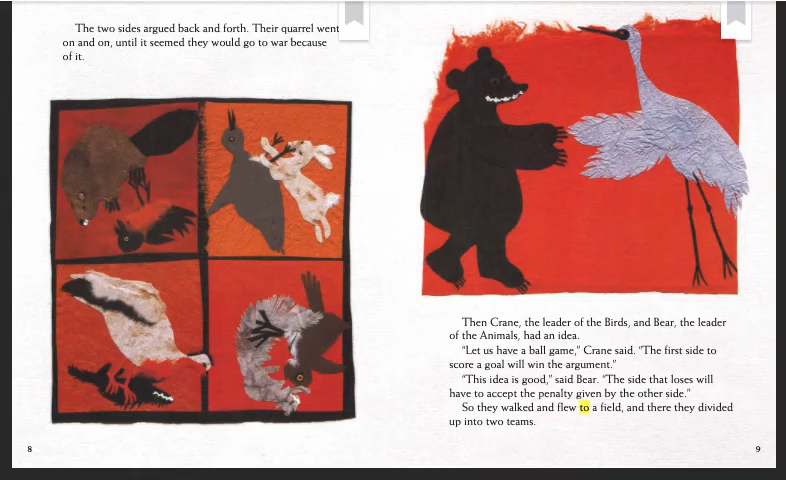 The two sides argued back and forth. Their quarrel went
on and on, until it seemed they would go to war because
of it.
8
Then Crane, the leader of the Birds, and Bear, the leader
of the Animals, had an idea.
“Let us have a ball game,” Crane said. “The first side to
score a goal will win the argument.”
“This idea is good,” said Bear. “The side that loses will
have to accept the penalty given by the other side.”
So they walked and flew to a field, and there they divided
up into two teams.
9